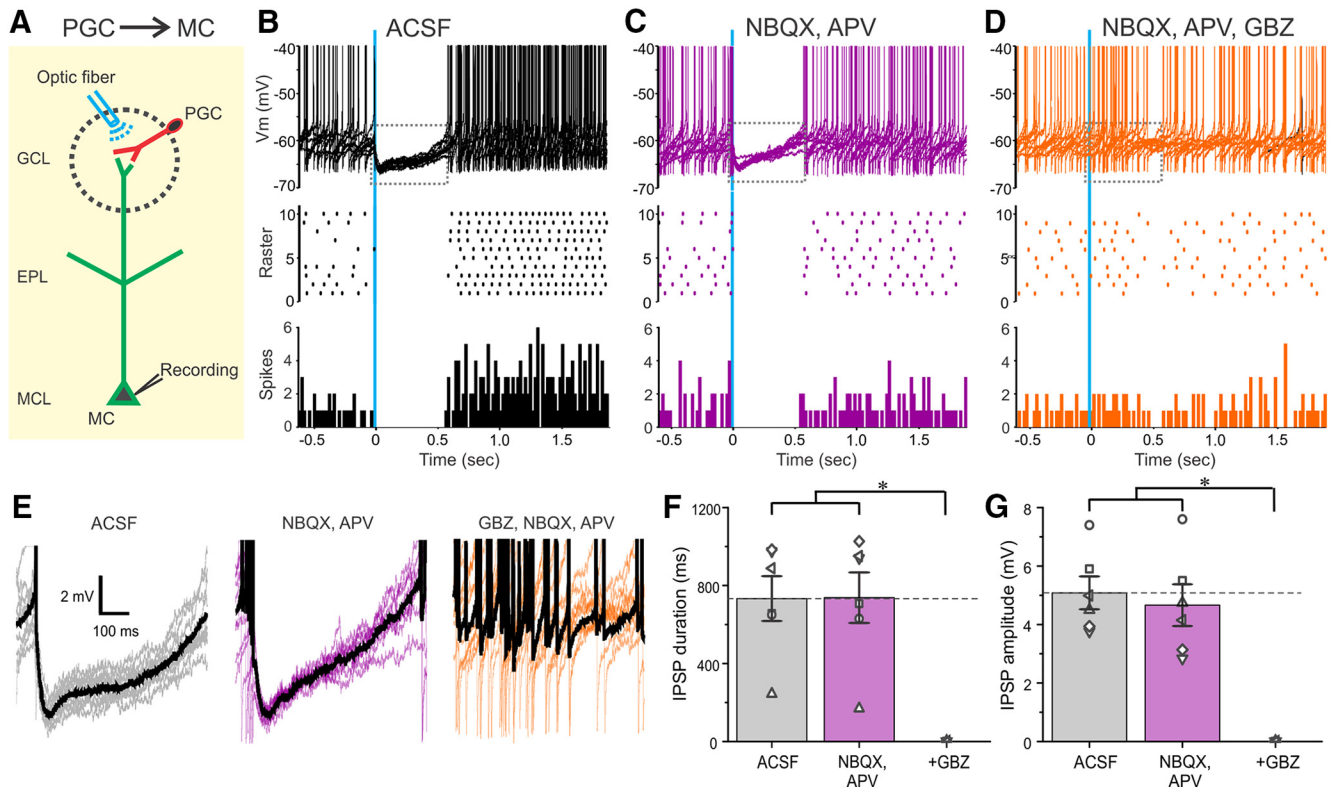 A
PGC → MC
Optic fiber
PGC
GCL
EPL
Recording
MCL
MC
B
ACSF
-40
-50
-60
-70
Vm (mV)
10
5
0
Raster
6
4
2
0
Spikes
-0.5
0
0.5
1.0
1.5
Time (sec)
C
NBQX, APV
-40
-50
-60
-70
10
5
0
6
4
2
0
-0.5
0
0.5
1.0
1.5
Time (sec)
D
NBQX, APV, GBZ
-40
-50
-60
-70
10
5
0
6
4
2
0
-0.5
0
0.5
1.0
1.5
Time (sec)
E
ACSF
2 mV
100 ms
NBQX, APV
GBZ, NBQX, APV
F
*
1200
800
400
0
IPSP duration (ms)
ACSF
NBQX,
APV
+GBZ
G
*
8
6
4
2
0
IPSP amplitude (mV)
ACSF
NBQX,
APV
+GBZ